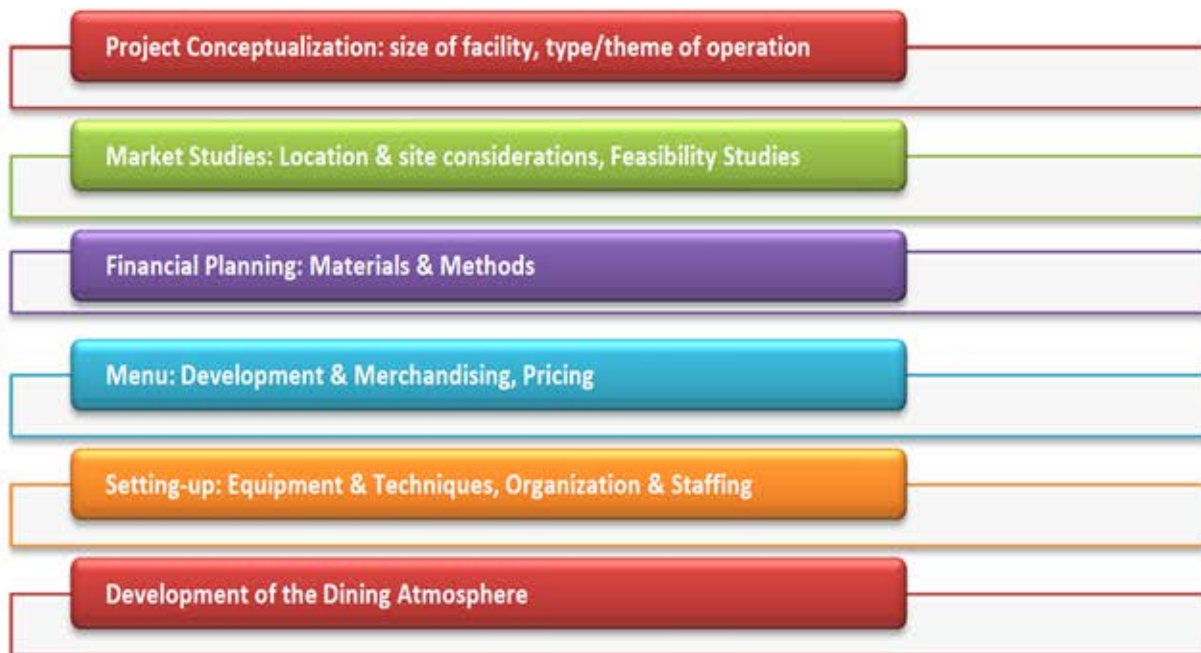 Project Conceptualization: size of facility, type/theme of operation
Market Studies: Location & site considerations, Feasibility Studies
Financial Planning: Materials & Methods
Menu: Development & Merchandising, Pricing
Setting-up: Equipment & Techniques, Organization & Staffing
Development of the Dining Atmosphere